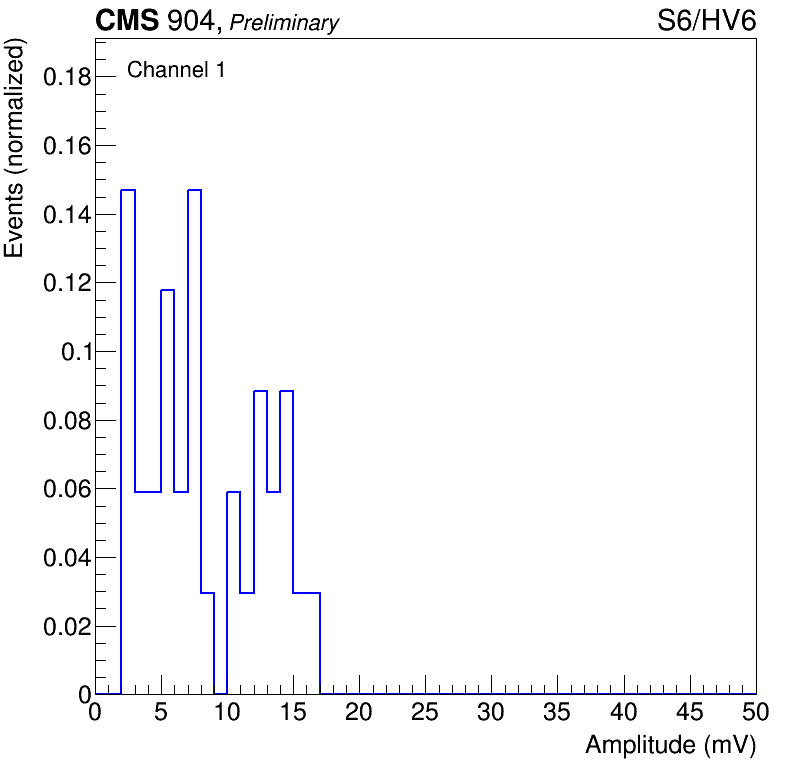 CMS 904, Preliminary S6/HV6
Channel 1
Events (normalized)
0.18
0.16
0.14
0.12
0.1
0.08
0.06
0.04
0.02
0
0 5 10 15 20 25 30 35 40 45 50
Amplitude (mV)